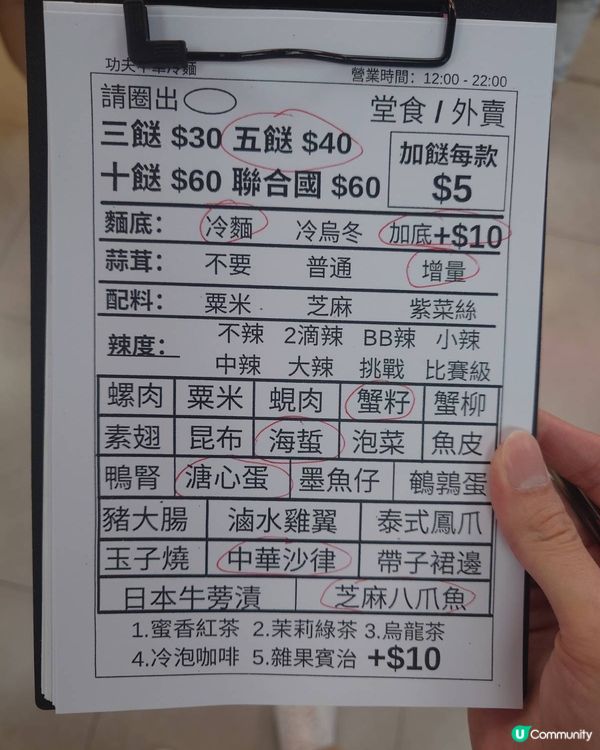 功夫中華冷麵 營業時間：12:00 - 22:00
請圈出 堂食 / 外賣
三餸 $30 五餸 $40
十餸 $60 聯合國 $60
加餸每款
$5
麵底： 冷麵 冷烏冬 加底+$10
蒜茸： 不要 普通 增量
配料： 粟米 芝麻 紫菜絲
辣度： 不辣 2滴辣 BB辣 小辣
中辣 大辣 挑戰 比賽級
螺肉 粟米 蜆肉 蟹籽 蟹柳
素翅 昆布 海蜇 泡菜 魚皮
鴨腎 溏心蛋 墨魚仔 鵪鶉蛋
豬大腸 滷水雞翼 泰式鳳爪
玉子燒 中華沙律 帶子裙邊
日本牛蒡漬 芝麻八爪魚
1.蜜香紅茶 2.茉莉綠茶 3.烏龍茶
4.冷泡咖啡 5.雜果賓治 +$10
U Community